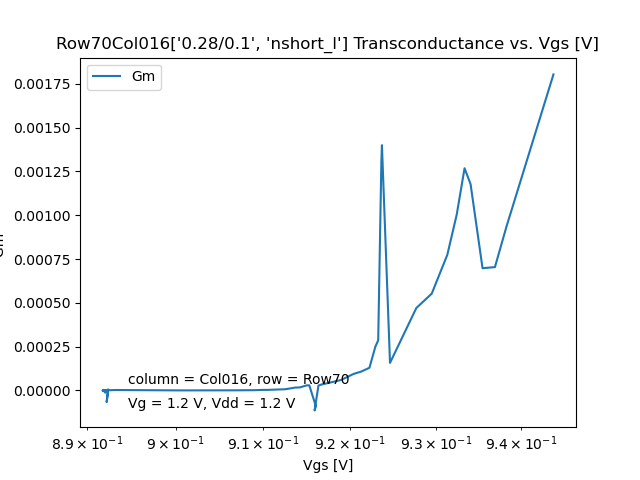 Row70Col016['0.28/0.1', 'nshort_l'] Transconductance vs. Vgs [V]
Gm
0.00175
0.00150
0.00125
0.00100
0.00075
0.00050
0.00025
0.00000
column = Col016, row = Row70
Vg = 1.2 V, Vdd = 1.2 V
8.9 × 10⁻¹ 9 × 10⁻¹ 9.1 × 10⁻¹ 9.2 × 10⁻¹ 9.3 × 10⁻¹ 9.4 × 10⁻¹
Vgs [V]